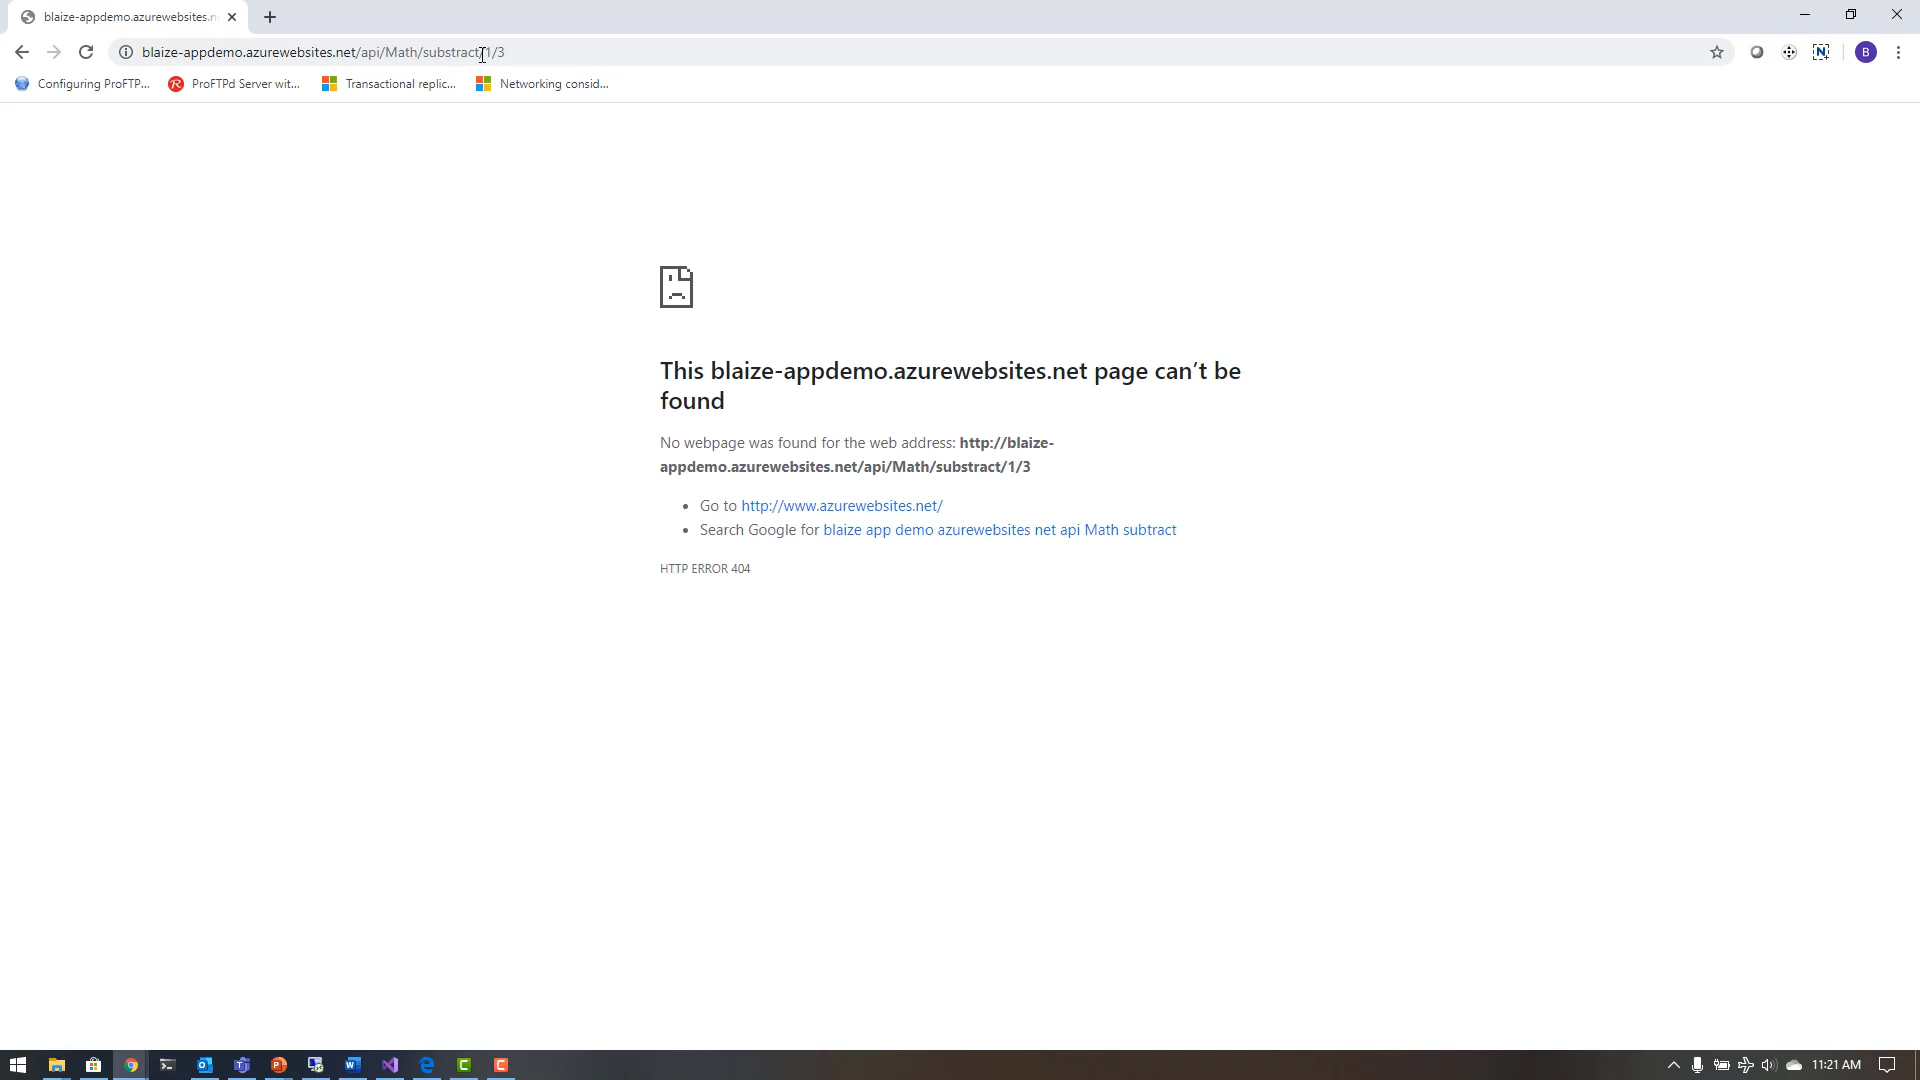 blaize-appdemo.azurewebsites.n
blaize-appdemo.azurewebsites.net/api/Math/substract/1/3
B
Configuring ProFTP...
ProFTPd Server wit...
Transactional replic...
Networking consid...
This blaize-appdemo.azurewebsites.net page can’t be
found
No webpage was found for the web address: http://blaize-
appdemo.azurewebsites.net/api/Math/substract/1/3
Go to http://www.azurewebsites.net/
Search Google for blaize app demo azurewebsites net api Math subtract
HTTP ERROR 404
11:21 AM